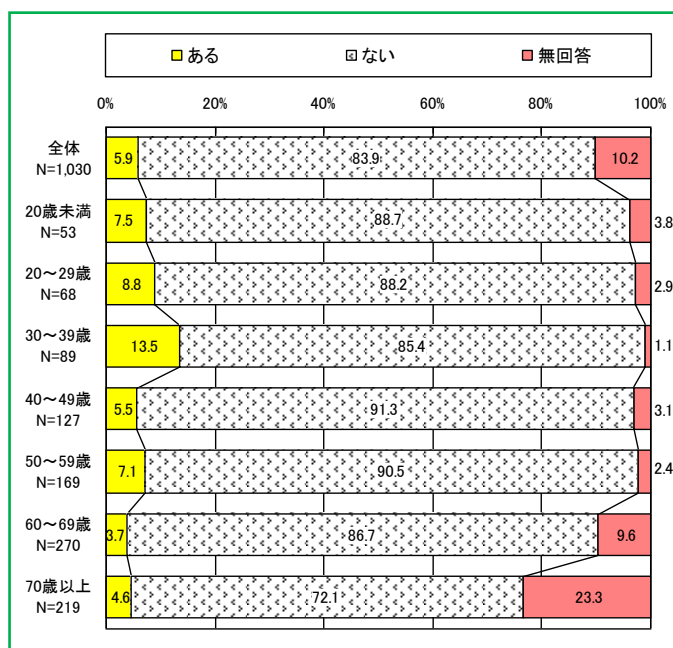 ある ない 無回答
0% 20% 40% 60% 80% 100%
全体
N=1,030
5.9 83.9 10.2
20歳未満
N=53
7.5 88.7 3.8
20～29歳
N=68
8.8 88.2 2.9
30～39歳
N=89
13.5 85.4 1.1
40～49歳
N=127
5.5 91.3 3.1
50～59歳
N=169
7.1 90.5 2.4
60～69歳
N=270
3.7 86.7 9.6
70歳以上
N=219
4.6 72.1 23.3